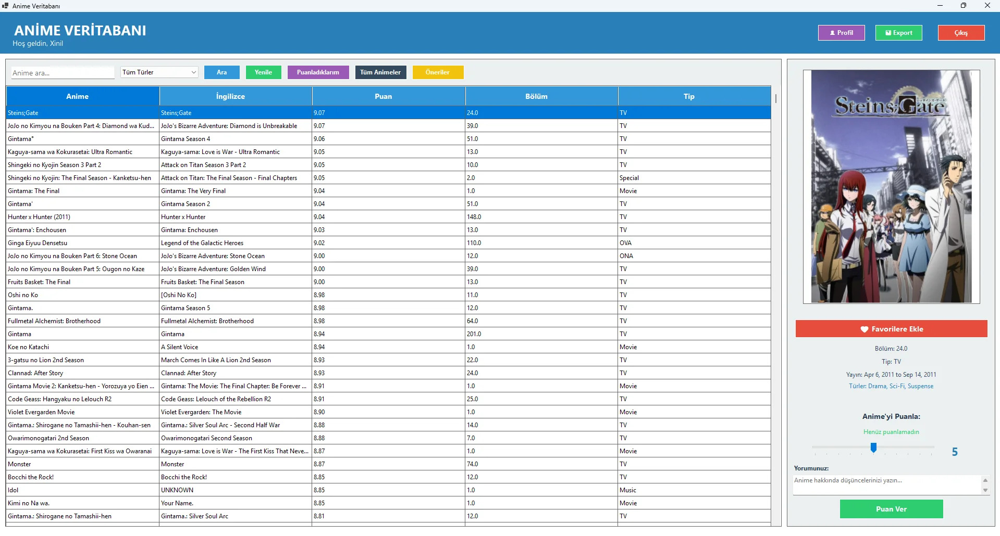 Anime Veritabanı
ANİME VERİTABANI
Hoş geldin, Xinil
Profil
Export
Çıkış
Anime ara...
Tüm Türler
Ara
Yenile
Puanladıklarım
Tüm Animeler
Öneriler
Anime İngilizce Puan Bölüm Tip
Steins;Gate Steins;Gate 9.07 24.0 TV
JoJo no Kimyou na Bouken Part 4: Diamond wa Kud... JoJo's Bizarre Adventure: Diamond is Unbreakable 9.07 39.0 TV
Gintama° Gintama Season 4 9.06 51.0 TV
Kaguya-sama wa Kokurasetai: Ultra Romantic Kaguya-sama: Love is War - Ultra Romantic 9.05 13.0 TV
Shingeki no Kyojin Season 3 Part 2 Attack on Titan Season 3 Part 2 9.05 10.0 TV
Shingeki no Kyojin: The Final Season - Kanketsu-hen Attack on Titan: The Final Season - Final Chapters 9.05 2.0 Special
Gintama: The Final Gintama: The Very Final 9.04 1.0 Movie
Gintama' Gintama Season 2 9.04 51.0 TV
Hunter x Hunter (2011) Hunter x Hunter 9.04 148.0 TV
Gintama': Enchousen Gintama: Enchousen 9.03 13.0 TV
Ginga Eiyuu Densetsu Legend of the Galactic Heroes 9.02 110.0 OVA
JoJo no Kimyou na Bouken Part 6: Stone Ocean JoJo's Bizarre Adventure: Stone Ocean 9.00 12.0 ONA
JoJo no Kimyou na Bouken Part 5: Ougon no Kaze JoJo's Bizarre Adventure: Golden Wind 9.00 39.0 TV
Fruits Basket: The Final Fruits Basket: The Final Season 9.00 13.0 TV
Oshi no Ko [Oshi No Ko] 8.98 11.0 TV
Gintama. Gintama Season 5 8.98 12.0 TV
Fullmetal Alchemist: Brotherhood Fullmetal Alchemist: Brotherhood 8.98 64.0 TV
Gintama Gintama 8.94 201.0 TV
Koe no Katachi A Silent Voice 8.94 1.0 Movie
3-gatsu no Lion 2nd Season March Comes In Like A Lion 2nd Season 8.93 22.0 TV
Clannad: After Story Clannad: After Story 8.93 24.0 TV
Gintama Movie 2: Kanketsu-hen - Yorozuya yo Eien ... Gintama: The Movie: The Final Chapter: Be Forever ... 8.91 1.0 Movie
Code Geass: Hangyaku no Lelouch R2 Code Geass: Lelouch of the Rebellion R2 8.91 25.0 TV
Violet Evergarden Movie Violet Evergarden: The Movie 8.90 1.0 Movie
Gintama.: Shirogane no Tamashii-hen - Kouhan-sen Gintama.: Silver Soul Arc - Second Half War 8.88 14.0 TV
Owarimonogatari 2nd Season Owarimonogatari Second Season 8.88 7.0 TV
Kaguya-sama wa Kokurasetai: First Kiss wa Owaranai Kaguya-sama: Love is War - The First Kiss That Neve... 8.87 1.0 Movie
Monster Monster 8.87 74.0 TV
Bocchi the Rock! Bocchi the Rock! 8.85 12.0 TV
Idol UNKNOWN 8.85 1.0 Music
Kimi no Na wa. Your Name. 8.85 1.0 Movie
Gintama.: Shirogane no Tamashii-hen Gintama.: Silver Soul Arc 8.81 12.0 TV
Steins;Gate
Favorilere Ekle
Bölüm: 24.0
Tip: TV
Yayın: Apr 6, 2011 to Sep 14, 2011
Türler: Drama, Sci-Fi, Suspense
Anime'yi Puanla:
Henüz puanlamadın
5
Yorumunuz:
Anime hakkında düşüncelerinizi yazın...
Puan Ver